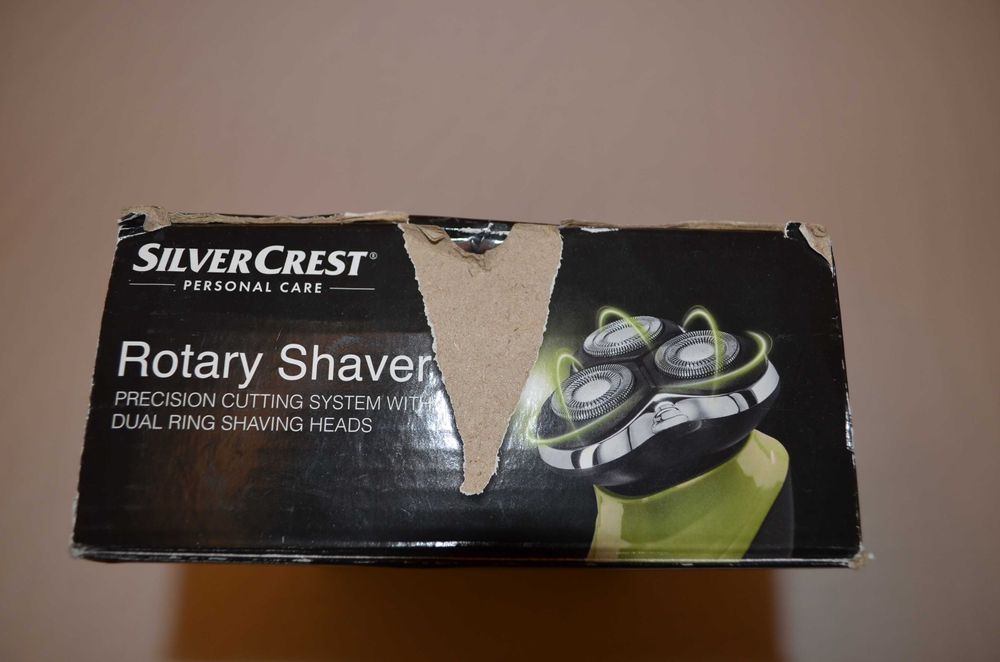 SILVERCREST®
PERSONAL CARE
Rotary Shaver
PRECISION CUTTING SYSTEM WITH
DUAL RING SHAVING HEADS